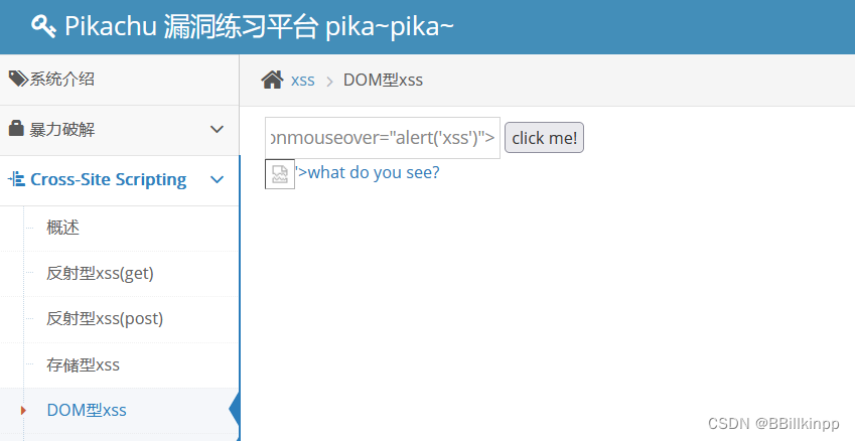 Pikachu 漏洞练习平台 pika~pika~
系统介绍
xss > DOM型xss
暴力破解
onmouseover="alert('xss')"> click me!
'>what do you see?
Cross-Site Scripting
概述
反射型xss(get)
反射型xss(post)
存储型xss
DOM型xss
CSDN @BBillkinpp